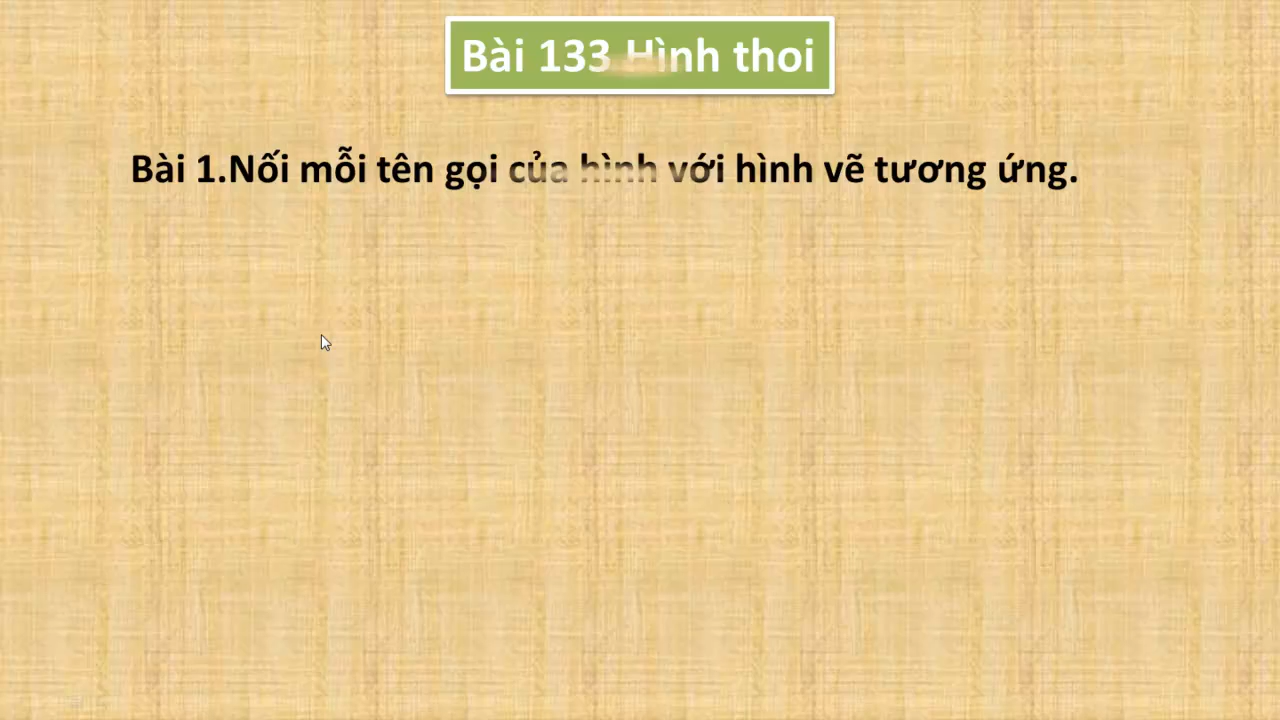 Bài 133 Hình thoi
Bài 1.Nối mỗi tên gọi của hình với hình vẽ tương ứng.